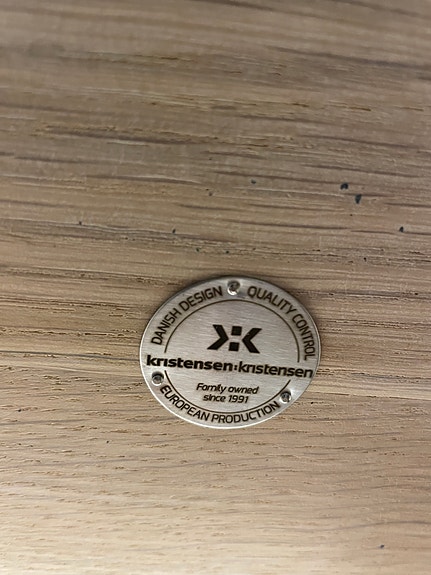 DANISH DESIGN
QUALITY CONTROL
kristensen:kristensen
Family owned
since 1991
EUROPEAN PRODUCTION